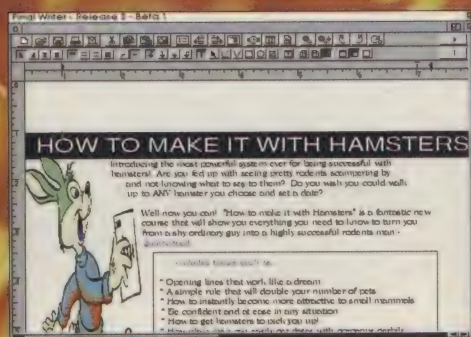 Final Writer - Release 3 - Beta 1
HOW TO MAKE IT WITH HAMSTERS
Introducing the most powerful system ever for being successful with
hamsters! Are you fed up with seeing pretty rodents scampering by
and not knowing what to say to them? Do you wish you could walk
up to ANY hamster you choose and set a date?
Well now you can! "How to make it with Hamsters" is a fantastic new
course that will show you everything you need to know to turn you
from a shy ordinary guy into a highly successful rodents man -
* Opening lines that work like a dream
* A simple rule that will double your number of pets
* How to instantly become more attractive to small mammals
* Be confident and at ease in any situation
* How to get hamsters to pick you up!